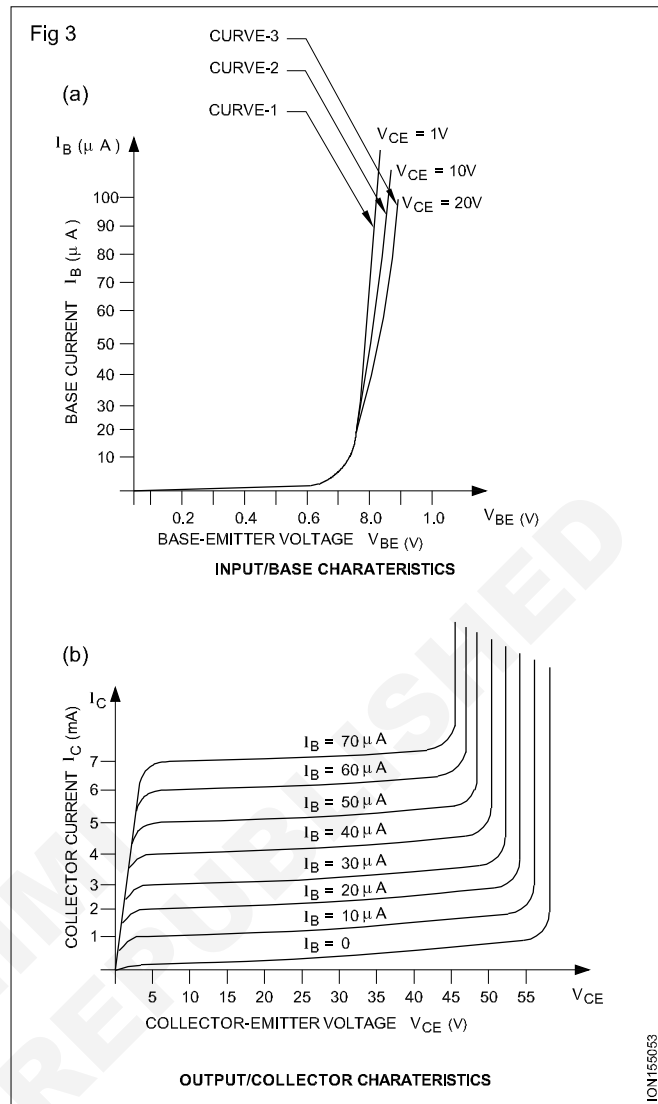 Fig 3
CURVE-3
CURVE-2
CURVE-1
(a)
I_B (μ A)
V_CE = 1V
V_CE = 10V
V_CE = 20V
BASE CURRENT I_B (μ A)
100
90
80
70
60
50
40
30
20
10
0.2 0.4 0.6 8.0 1.0
V_BE (V)
BASE-EMITTER VOLTAGE V_BE (V)
INPUT/BASE CHARATERISTICS
(b)
I_C
COLLECTOR CURRENT I_C (mA)
7
6
5
4
3
2
1
I_B = 70 μ A
I_B = 60 μ A
I_B = 50 μ A
I_B = 40 μ A
I_B = 30 μ A
I_B = 20 μ A
I_B = 10 μ A
I_B = 0
5 10 15 20 25 30 35 40 45 50 55
V_CE
COLLECTOR-EMITTER VOLTAGE V_CE (V)
OUTPUT/COLLECTOR CHARATERISTICS
ION155053
REPUBLISHED